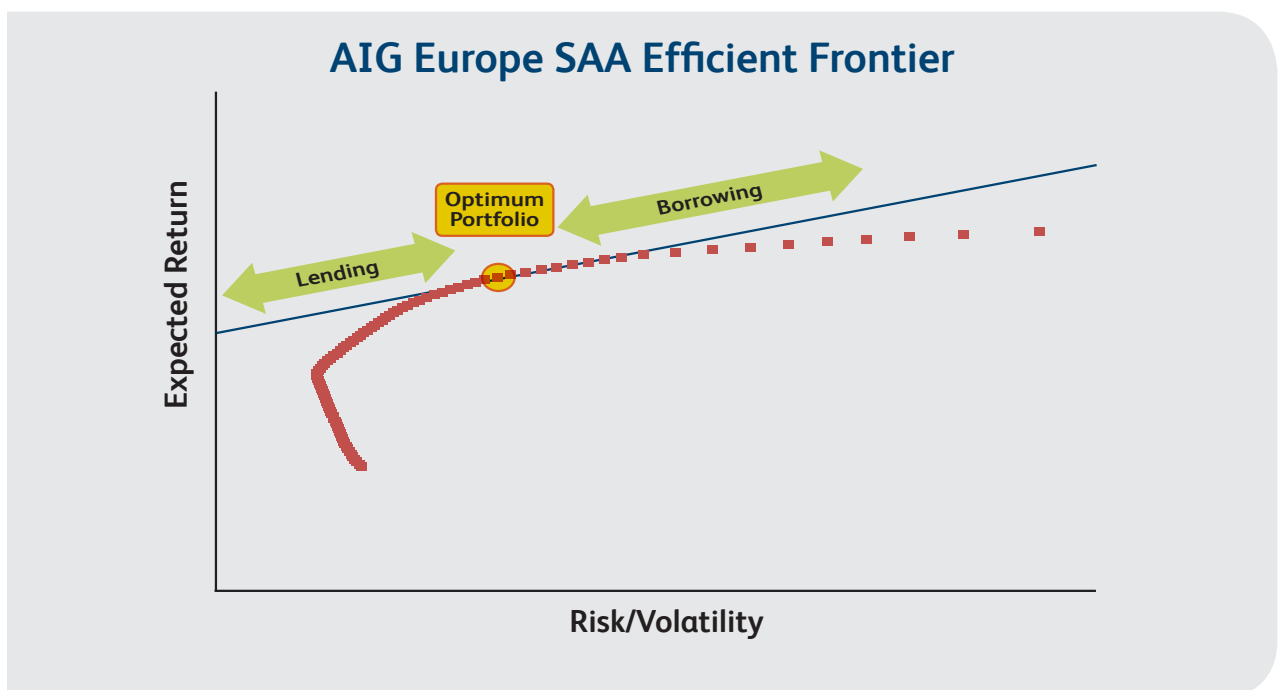 AIG Europe SAA Efficient Frontier
Optimum
Portfolio
Borrowing
Lending
Expected Return
Risk/Volatility